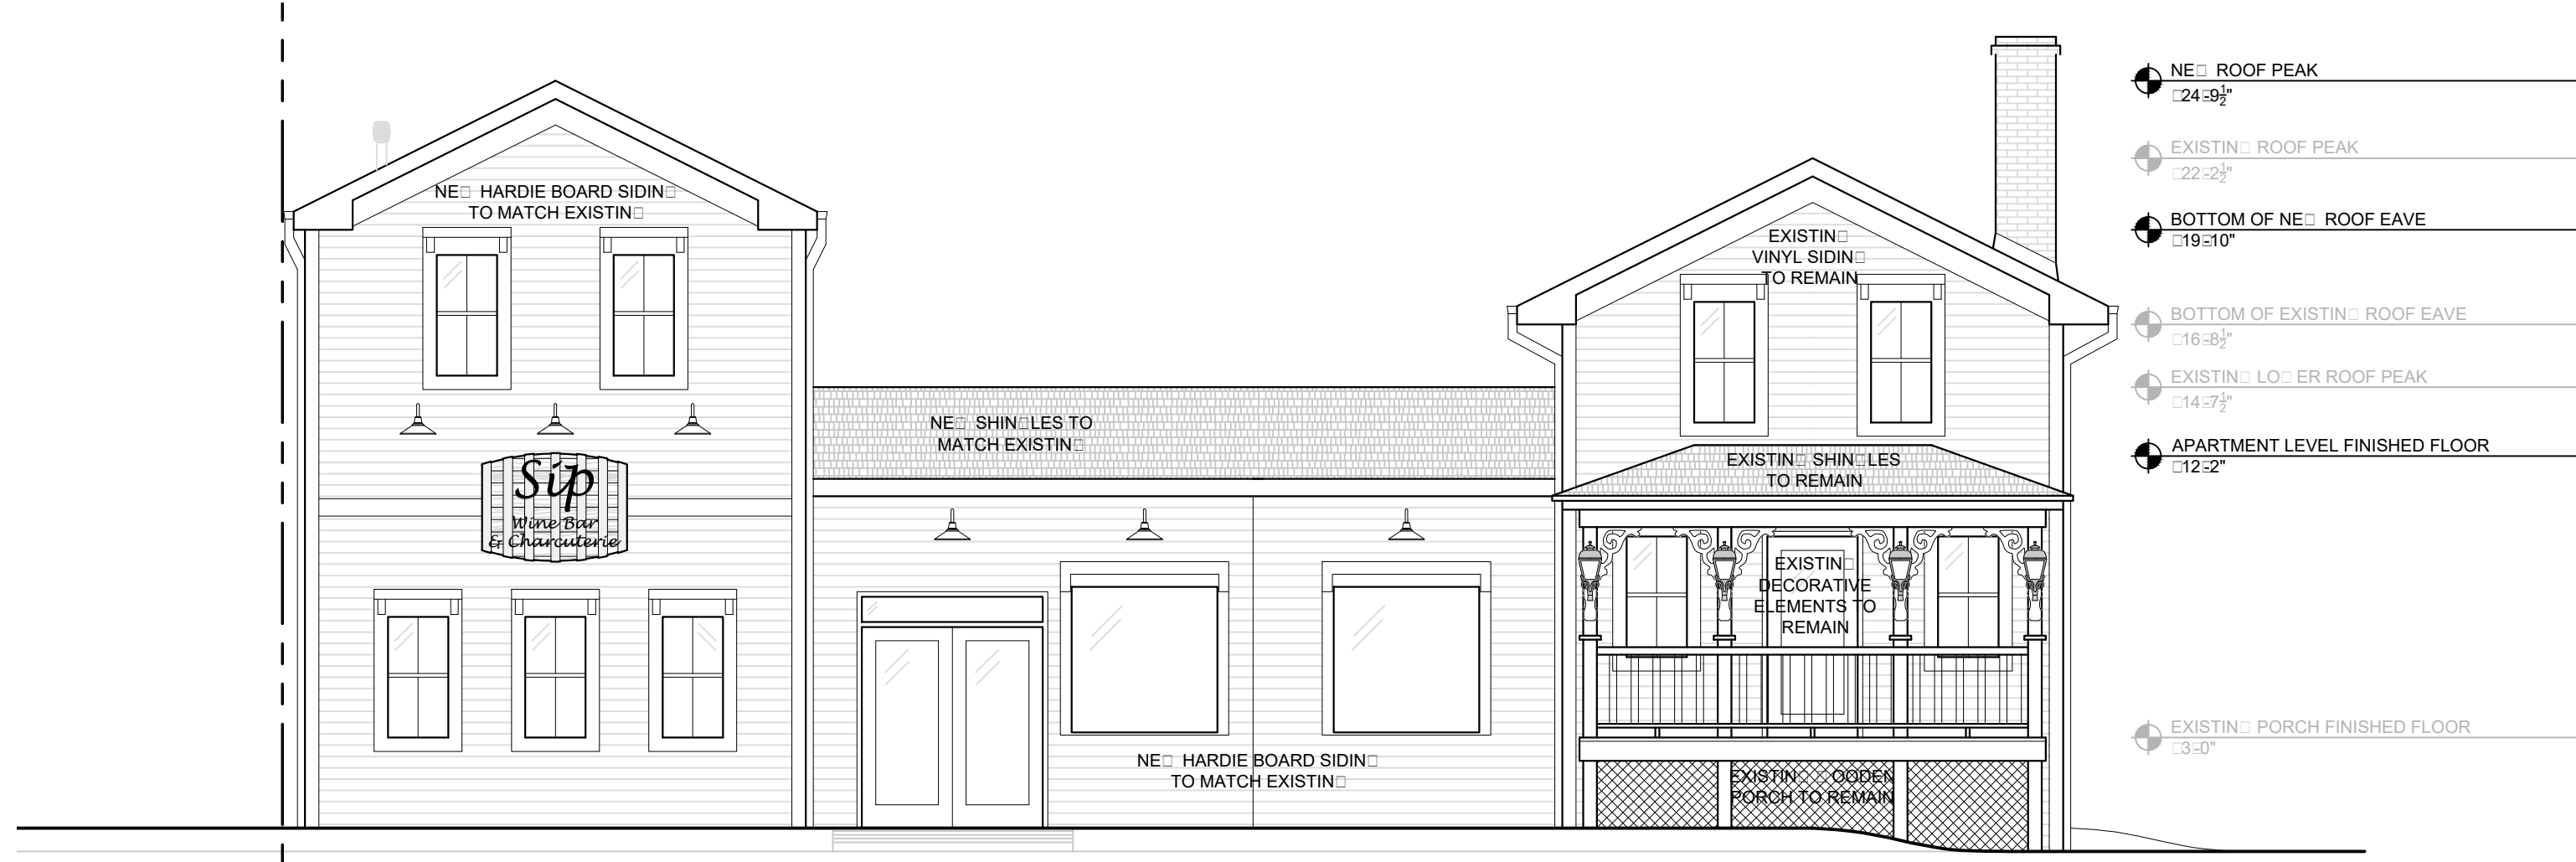 NE□ HARDIE BOARD SIDIN□
TO MATCH EXISTIN□
Sip
Wine Bar
& Charcuterie
NE□ SHIN□LES TO
MATCH EXISTIN□
NE□ HARDIE BOARD SIDIN□
TO MATCH EXISTIN□
EXISTIN□
VINYL SIDIN□
TO REMAIN
EXISTIN□ SHIN□LES
TO REMAIN
EXISTIN□
DECORATIVE
ELEMENTS TO
REMAIN
EXISTIN□ □OODEN
PORCH TO REMAIN
NE□ ROOF PEAK
□24□-9½"
EXISTIN□ ROOF PEAK
□22□-2½"
BOTTOM OF NE□ ROOF EAVE
□19□-10"
BOTTOM OF EXISTIN□ ROOF EAVE
□16□-8½"
EXISTIN□ LO□ER ROOF PEAK
□14□-7½"
APARTMENT LEVEL FINISHED FLOOR
□12□-2"
EXISTIN□ PORCH FINISHED FLOOR
□3□-0"